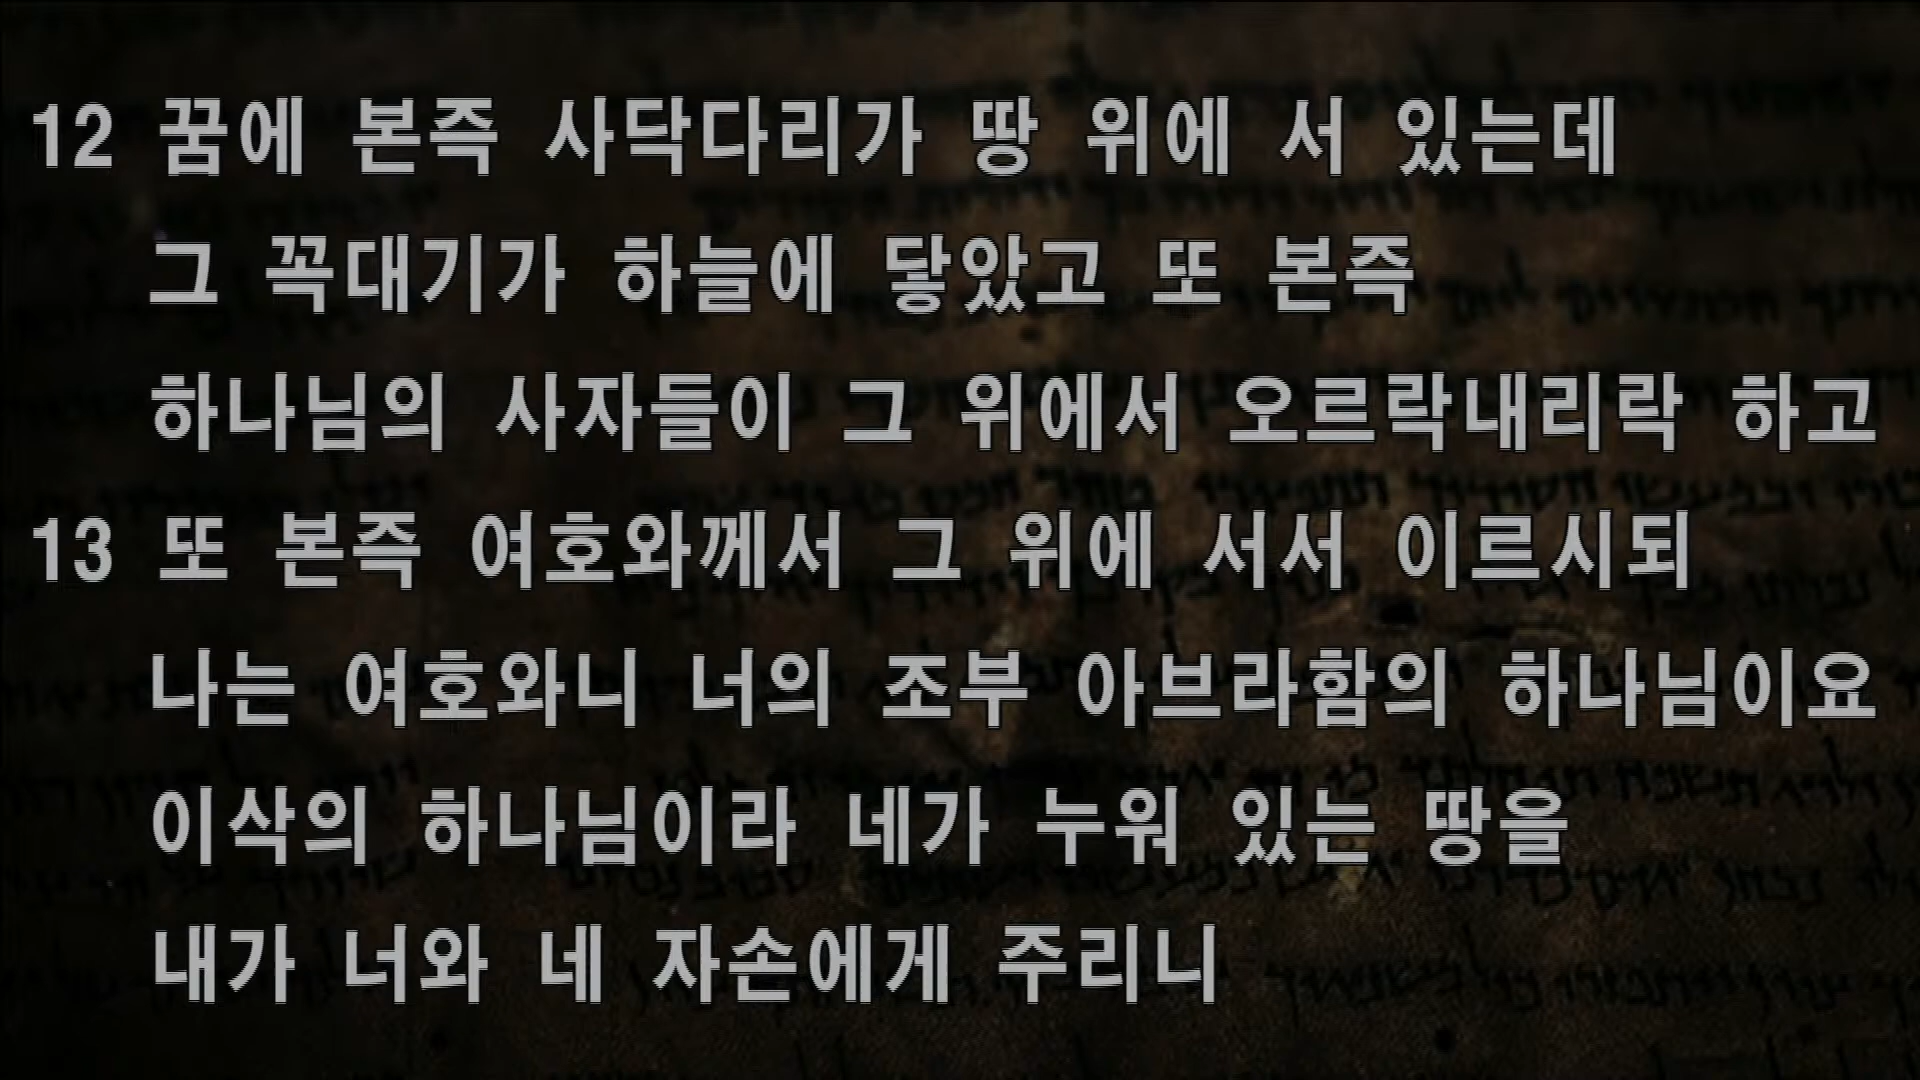 12 꿈에 본즉 사닥다리가 땅 위에 서 있는데
그 꼭대기가 하늘에 닿았고 또 본즉
하나님의 사자들이 그 위에서 오르락내리락 하고
13 또 본즉 여호와께서 그 위에 서서 이르시되
나는 여호와니 너의 조부 아브라함의 하나님이요
이삭의 하나님이라 네가 누워 있는 땅을
내가 너와 네 자손에게 주리니